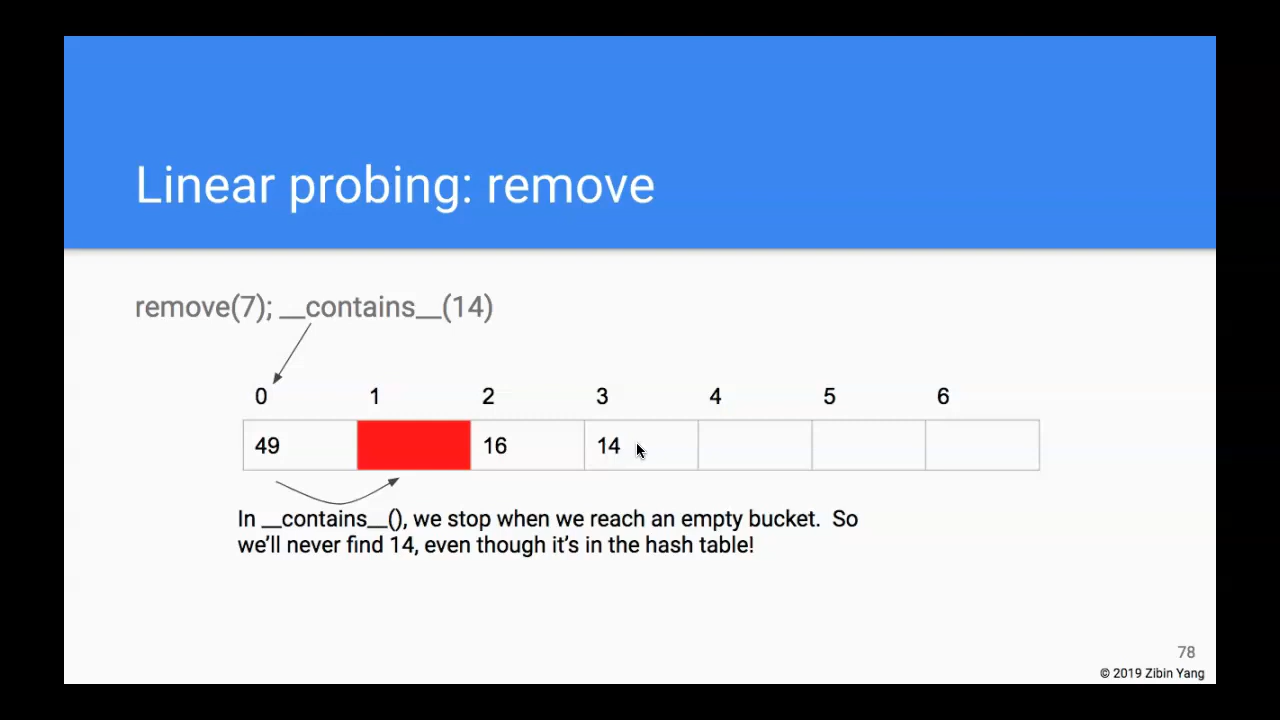 Linear probing: remove
remove(7); __contains__(14)
0 1 2 3 4 5 6
49 16 14
In __contains__(), we stop when we reach an empty bucket.  So
we'll never find 14, even though it's in the hash table!
78
© 2019 Zibin Yang